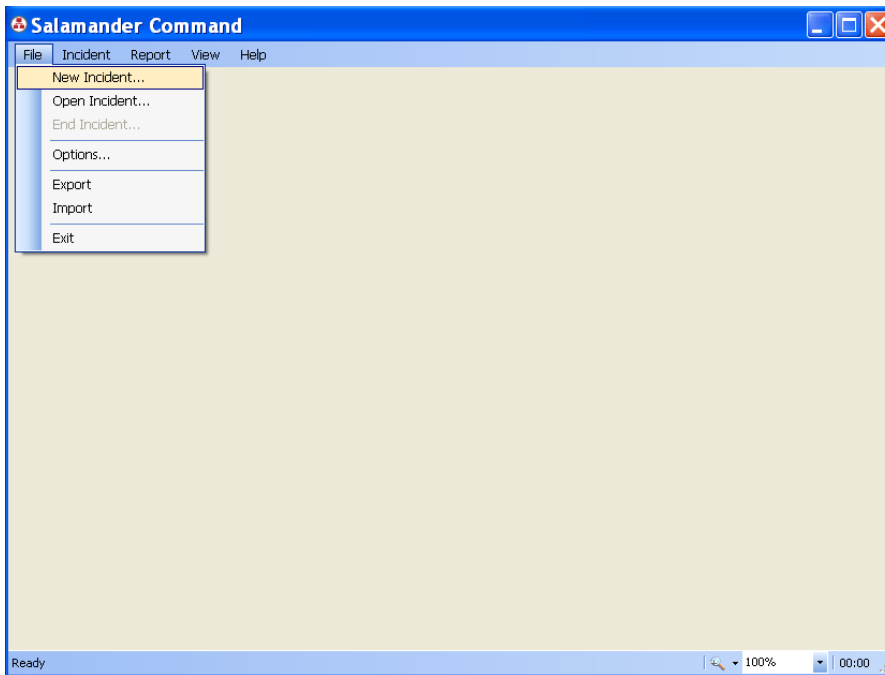 Salamander Command
File Incident Report View Help
New Incident...
Open Incident...
End Incident...
Options...
Export
Import
Exit
Ready 100% 00:00